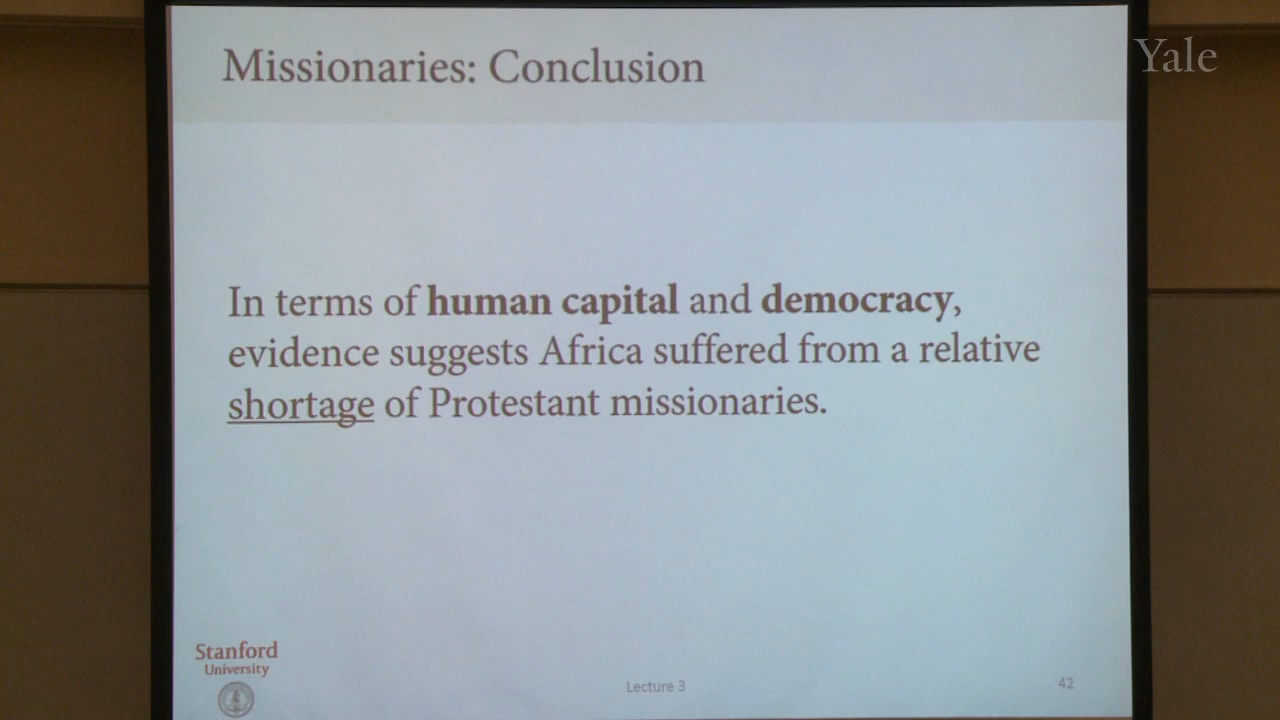 Yale
Missionaries: Conclusion
In terms of human capital and democracy,
evidence suggests Africa suffered from a relative
shortage of Protestant missionaries.
Stanford
University
Lecture 3
42